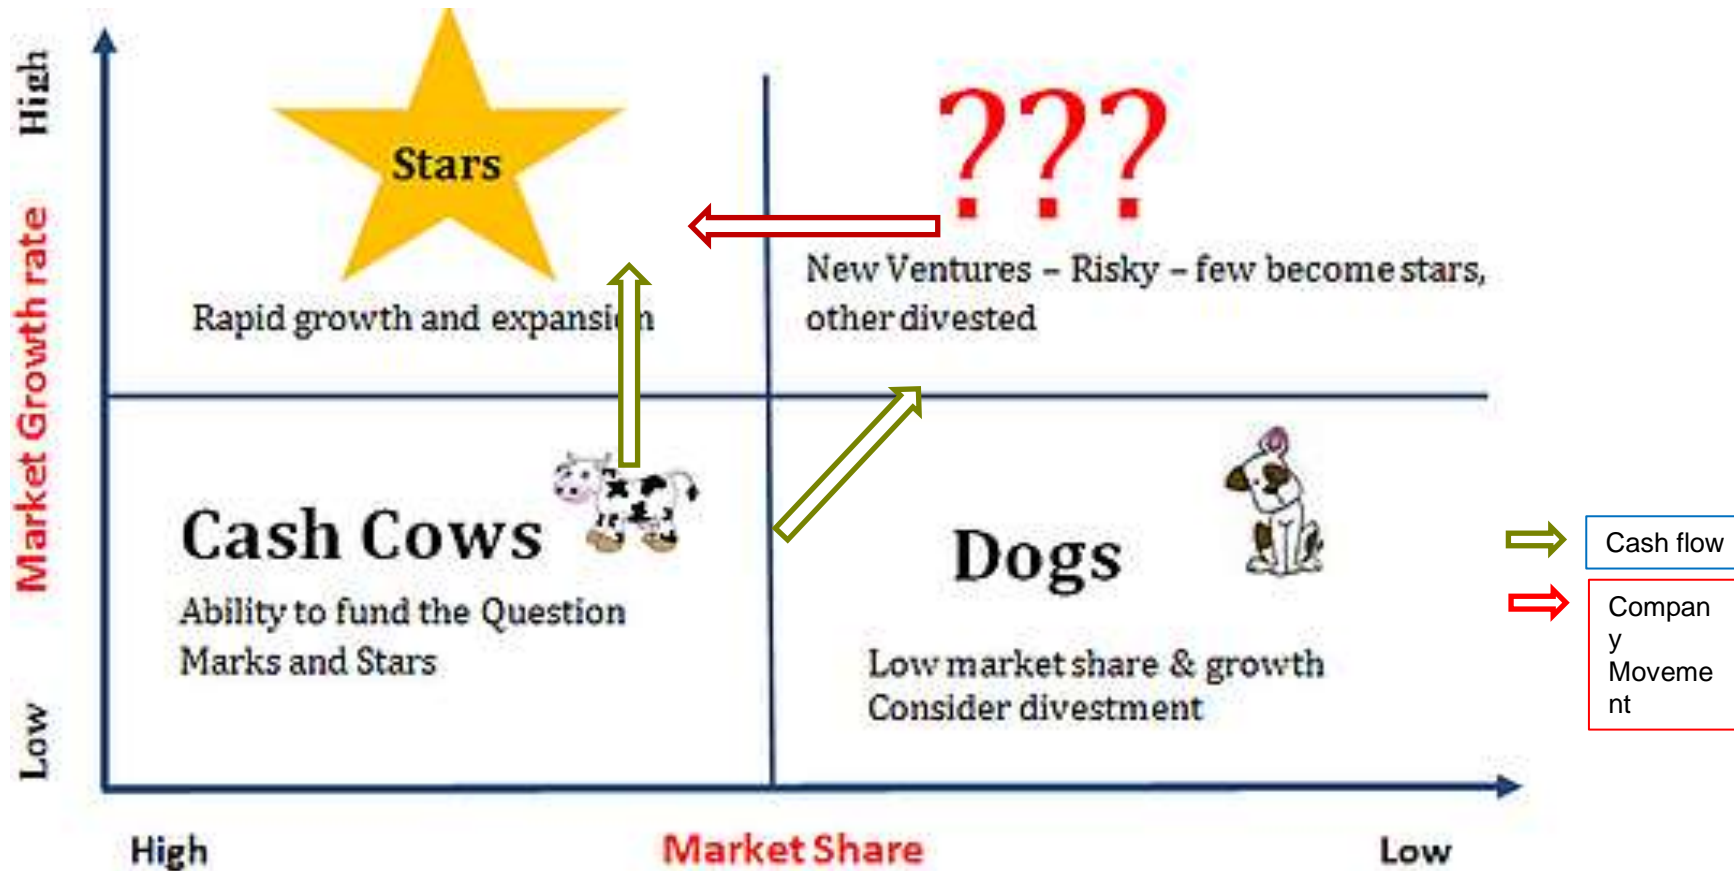 High
Market Growth rate
Low
Stars
Rapid growth and expansion
???
New Ventures – Risky – few become stars,
other divested
Cash Cows
Ability to fund the Question
Marks and Stars
Dogs
Low market share & growth
Consider divestment
High
Market Share
Low
Cash flow
Compan
y
Moveme
nt